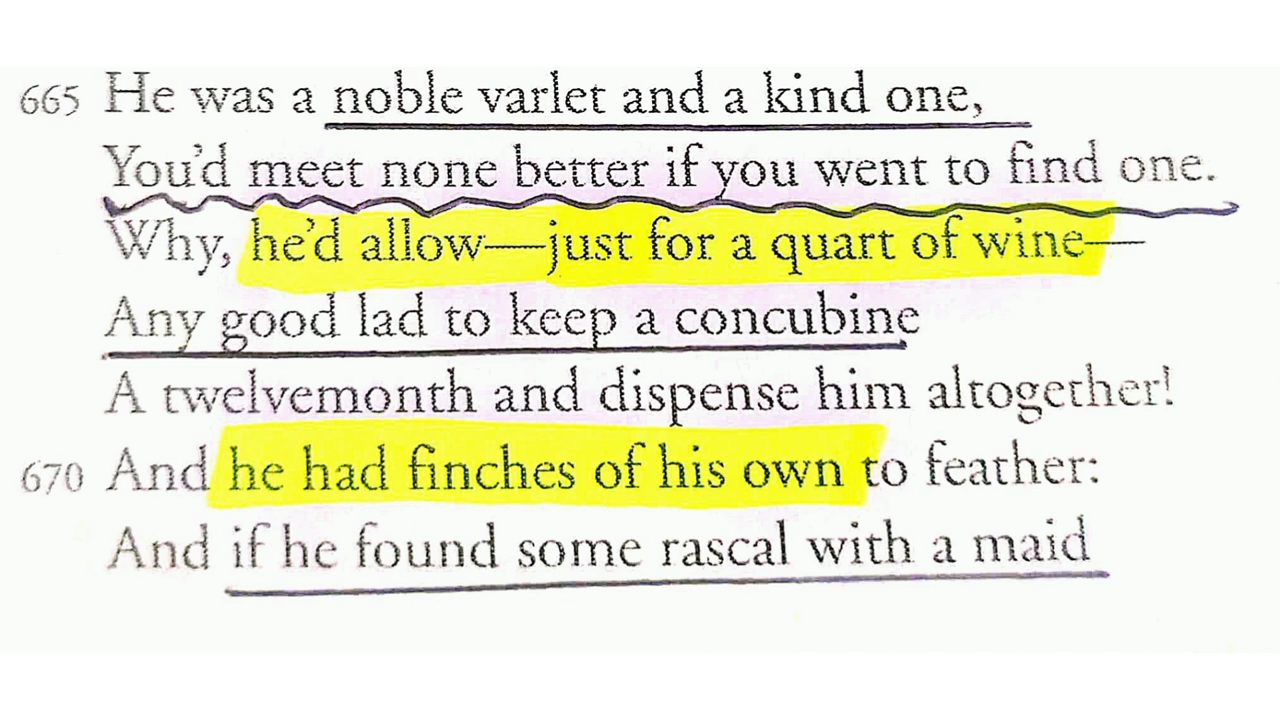 665 He was a noble varlet and a kind one,
You'd meet none better if you went to find one.
Why, he'd allow—just for a quart of wine—
Any good lad to keep a concubine
A twelvemonth and dispense him altogether!
670 And he had finches of his own to feather:
And if he found some rascal with a maid